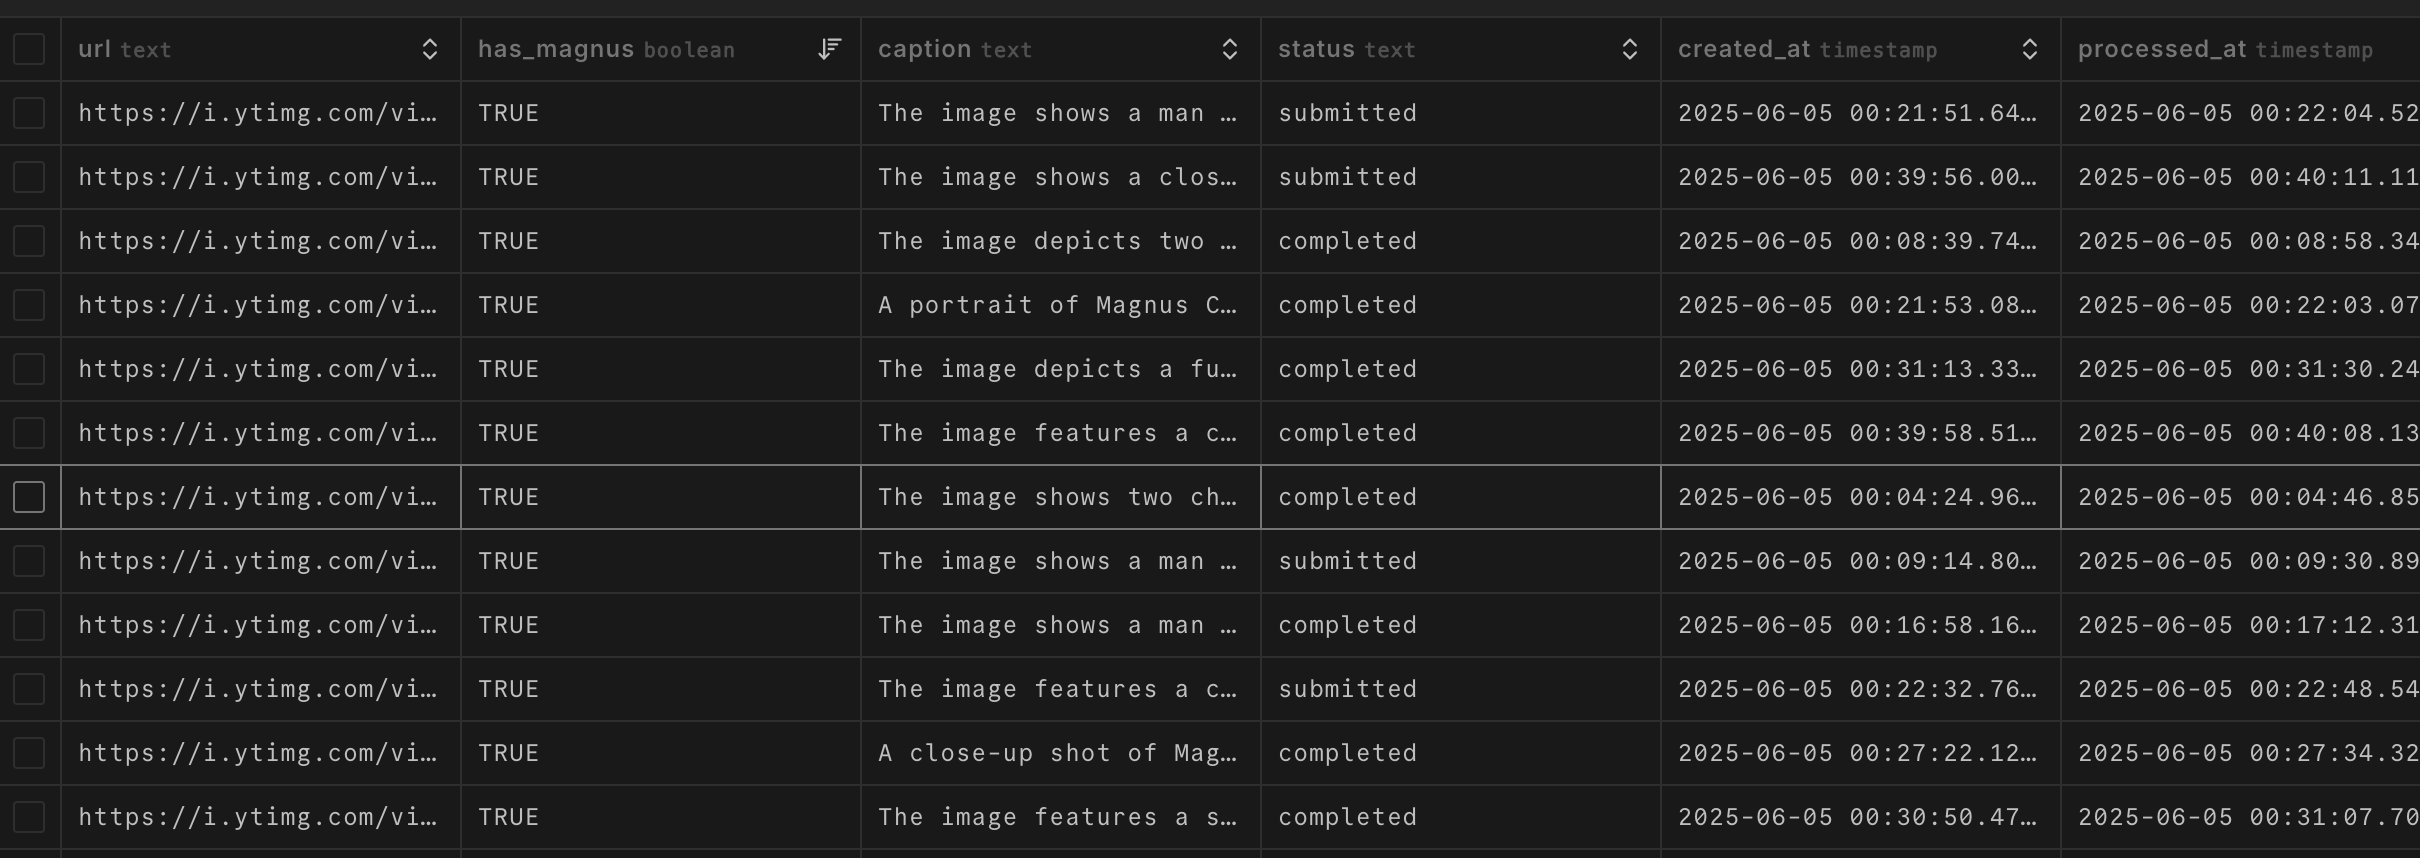 url text has_magnus boolean caption text status text created_at timestamp processed_at timestamp
https://i.ytimg.com/vi… TRUE The image shows a man … submitted 2025-06-05 00:21:51.64… 2025-06-05 00:22:04.52
https://i.ytimg.com/vi… TRUE The image shows a clos… submitted 2025-06-05 00:39:56.00… 2025-06-05 00:40:11.11
https://i.ytimg.com/vi… TRUE The image depicts two … completed 2025-06-05 00:08:39.74… 2025-06-05 00:08:58.34
https://i.ytimg.com/vi… TRUE A portrait of Magnus C… completed 2025-06-05 00:21:53.08… 2025-06-05 00:22:03.07
https://i.ytimg.com/vi… TRUE The image depicts a fu… completed 2025-06-05 00:31:13.33… 2025-06-05 00:31:30.24
https://i.ytimg.com/vi… TRUE The image features a c… completed 2025-06-05 00:39:58.51… 2025-06-05 00:40:08.13
https://i.ytimg.com/vi… TRUE The image shows two ch… completed 2025-06-05 00:04:24.96… 2025-06-05 00:04:46.85
https://i.ytimg.com/vi… TRUE The image shows a man … submitted 2025-06-05 00:09:14.80… 2025-06-05 00:09:30.89
https://i.ytimg.com/vi… TRUE The image shows a man … completed 2025-06-05 00:16:58.16… 2025-06-05 00:17:12.31
https://i.ytimg.com/vi… TRUE The image features a c… submitted 2025-06-05 00:22:32.76… 2025-06-05 00:22:48.54
https://i.ytimg.com/vi… TRUE A close-up shot of Mag… completed 2025-06-05 00:27:22.12… 2025-06-05 00:27:34.32
https://i.ytimg.com/vi… TRUE The image features a s… completed 2025-06-05 00:30:50.47… 2025-06-05 00:31:07.70